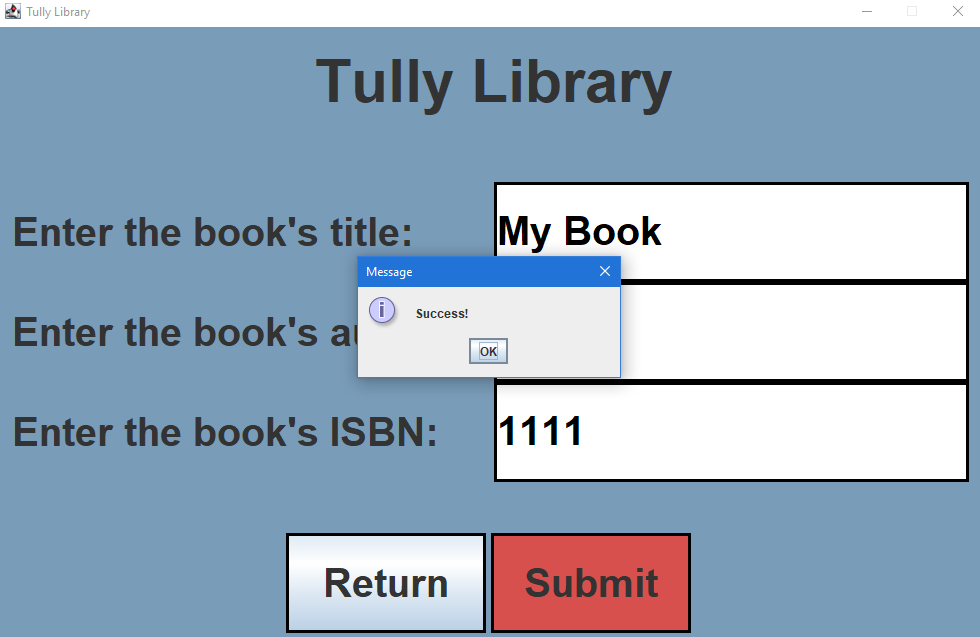 Tully Library
Tully Library
Enter the book's title:
My Book
Message
Success!
OK
Enter the book's
Enter the book's ISBN:
1111
Return
Submit